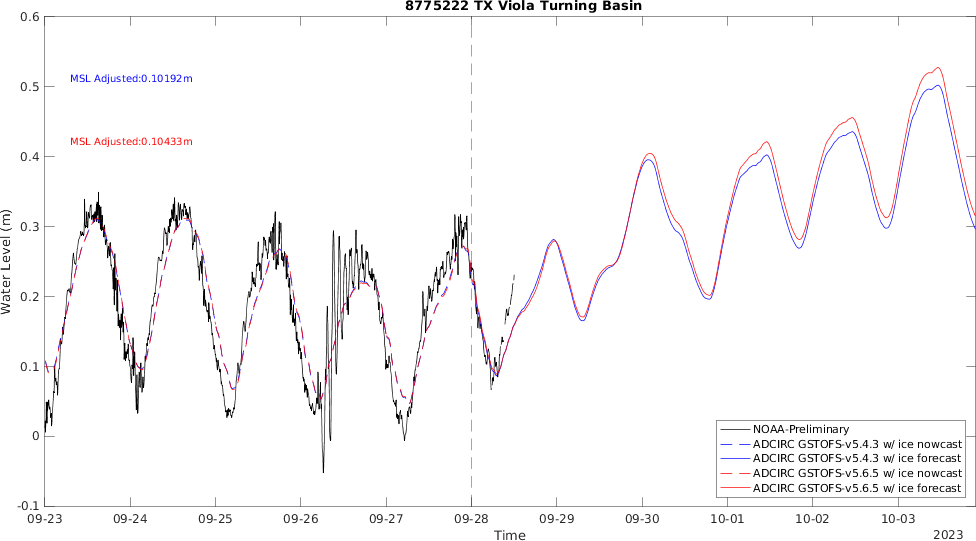 8775222 TX Viola Turning Basin
0.6
0.5
0.4
0.3
0.2
0.1
0
-0.1
Water Level (m)
MSL Adjusted:0.10192m
MSL Adjusted:0.10433m
NOAA-Preliminary
ADCIRC GSTOFS-v5.4.3 w/ ice nowcast
ADCIRC GSTOFS-v5.4.3 w/ ice forecast
ADCIRC GSTOFS-v5.6.5 w/ ice nowcast
ADCIRC GSTOFS-v5.6.5 w/ ice forecast
09-23 09-24 09-25 09-26 09-27 09-28 09-29 09-30 10-01 10-02 10-03
Time
2023